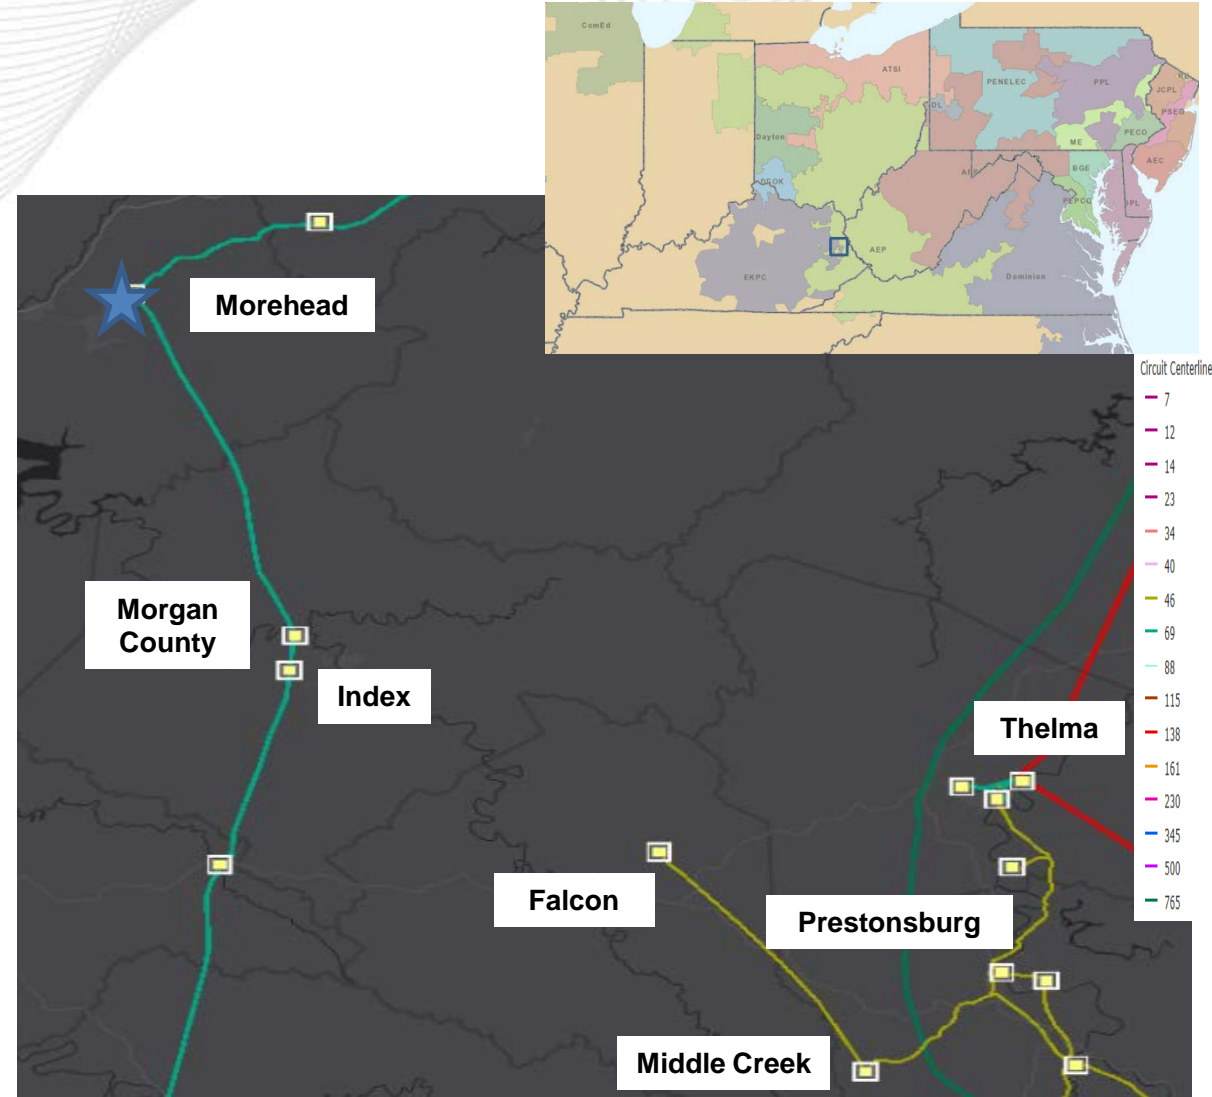 ComEd
ATSI
PENELEC
PPL
JCPL
DL
PSEG
Dayton
PECO
ME
AEC
BGE
DEOK
PEPCO
DPL
AEP
EKPC
Dominion
Morehead
Circuit Centerline
7
12
14
23
34
40
46
69
88
115
138
161
230
345
500
765
Morgan
County
Index
Thelma
Falcon
Prestonsburg
Middle Creek